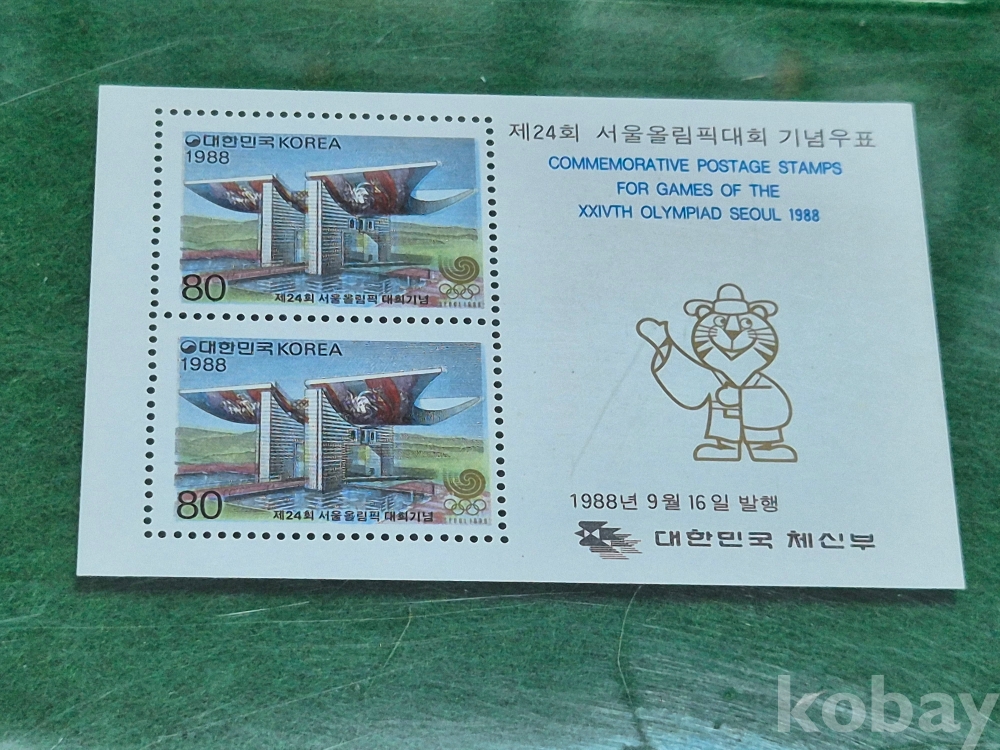 대한민국 KOREA
1988
80
제24회 서울올림픽 대회기념
SEOUL 1988
대한민국 KOREA
1988
80
제24회 서울올림픽 대회기념
SEOUL 1988
제24회 서울올림픽대회 기념우표
COMMEMORATIVE POSTAGE STAMPS
FOR GAMES OF THE
XXIVTH OLYMPIAD SEOUL 1988
1988년 9월 16일 발행
대한민국 체신부
kobay